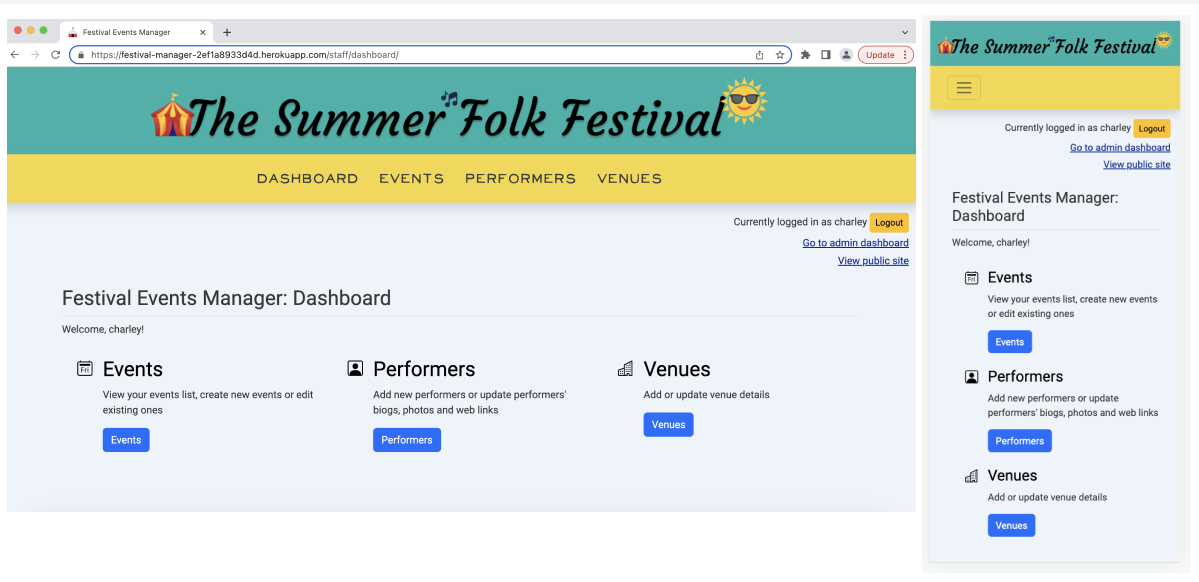 Festival Events Manager
https://festival-manager-2ef1a8933d4d.herokuapp.com/staff/dashboard/
Update
The Summer Folk Festival
DASHBOARD EVENTS PERFORMERS VENUES
Currently logged in as charley Logout
Go to admin dashboard
View public site
Festival Events Manager: Dashboard
Welcome, charley!
Fri Events
View your events list, create new events or edit
existing ones
Events
Performers
Add new performers or update performers'
biogs, photos and web links
Performers
Venues
Add or update venue details
Venues
The Summer Folk Festival
Currently logged in as charley Logout
Go to admin dashboard
View public site
Festival Events Manager:
Dashboard
Welcome, charley!
Fri Events
View your events list, create new events
or edit existing ones
Events
Performers
Add new performers or update
performers' biogs, photos and web links
Performers
Venues
Add or update venue details
Venues